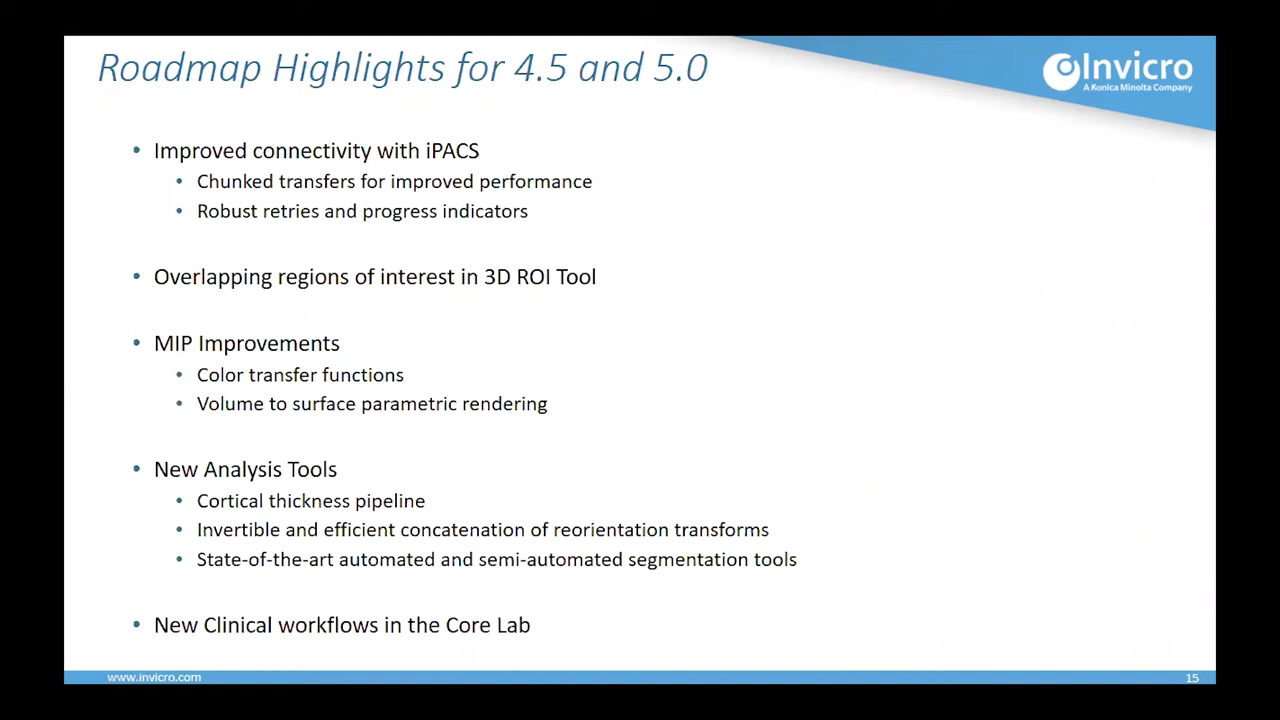 Roadmap Highlights for 4.5 and 5.0
Invicro
A Konica Minolta Company
• Improved connectivity with iPACS
• Chunked transfers for improved performance
• Robust retries and progress indicators
• Overlapping regions of interest in 3D ROI Tool
• MIP Improvements
• Color transfer functions
• Volume to surface parametric rendering
• New Analysis Tools
• Cortical thickness pipeline
• Invertible and efficient concatenation of reorientation transforms
• State-of-the-art automated and semi-automated segmentation tools
• New Clinical workflows in the Core Lab
www.invicro.com
15